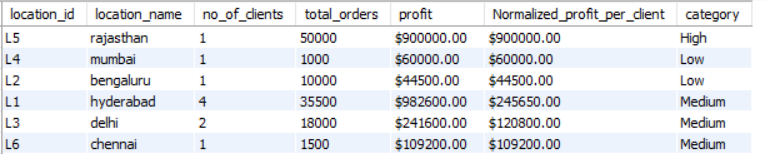 location_id location_name no_of_clients total_orders profit Normalized_profit_per_client category
L5 rajasthan 1 50000 $900000.00 $900000.00 High
L4 mumbai 1 1000 $60000.00 $60000.00 Low
L2 bengaluru 1 10000 $44500.00 $44500.00 Low
L1 hyderabad 4 35500 $982600.00 $245650.00 Medium
L3 delhi 2 18000 $241600.00 $120800.00 Medium
L6 chennai 1 1500 $109200.00 $109200.00 Medium